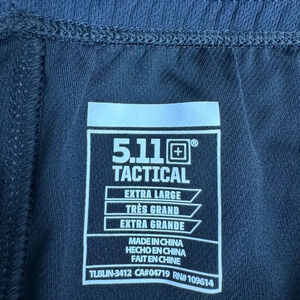 5.11®
TACTICAL
EXTRA LARGE
TRÈS GRAND
EXTRA GRANDE
MADE IN CHINA
HECHO EN CHINA
FAIT EN CHINE
TLBLIN-3412 CA#04719 RN# 109614